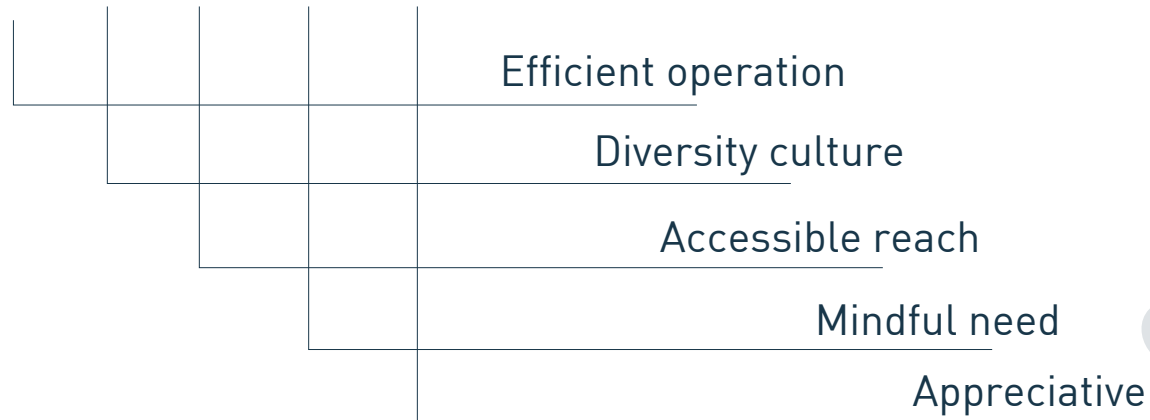 Efficient operation
Diversity culture
Accessible reach
Mindful need
Appreciative